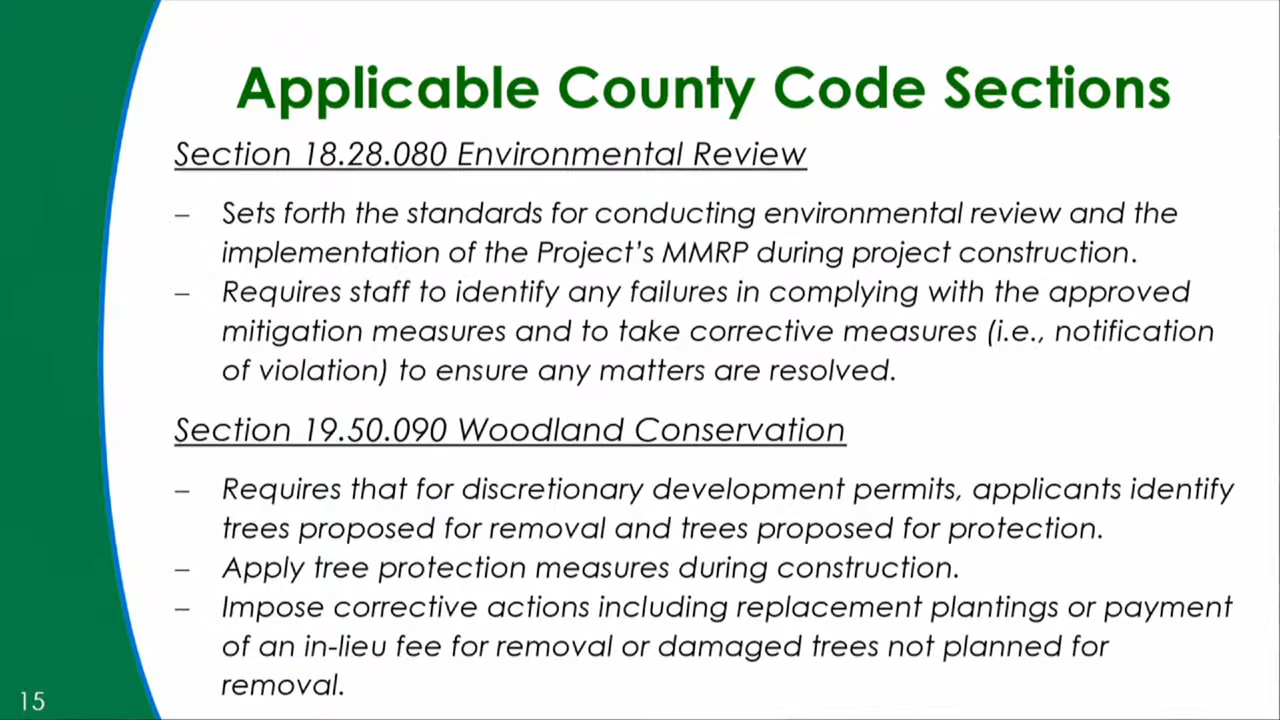 Applicable County Code Sections
Section 18.28.080 Environmental Review
– Sets forth the standards for conducting environmental review and the
implementation of the Project's MMRP during project construction.
– Requires staff to identify any failures in complying with the approved
mitigation measures and to take corrective measures (i.e., notification
of violation) to ensure any matters are resolved.
Section 19.50.090 Woodland Conservation
– Requires that for discretionary development permits, applicants identify
trees proposed for removal and trees proposed for protection.
– Apply tree protection measures during construction.
– Impose corrective actions including replacement plantings or payment
of an in-lieu fee for removal or damaged trees not planned for
removal.
15